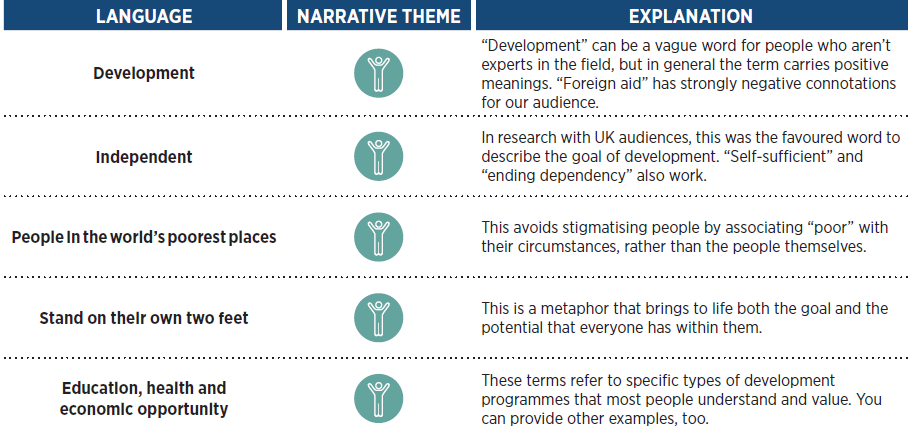 LANGUAGE
NARRATIVE THEME
EXPLANATION
Development
“Development” can be a vague word for people who aren’t
experts in the field, but in general the term carries positive
meanings. “Foreign aid” has strongly negative connotations
for our audience.
Independent
In research with UK audiences, this was the favoured word to
describe the goal of development. “Self-sufficient” and
“ending dependency” also work.
People in the world’s poorest places
This avoids stigmatising people by associating “poor” with
their circumstances, rather than the people themselves.
Stand on their own two feet
This is a metaphor that brings to life both the goal and the
potential that everyone has within them.
Education, health and
economic opportunity
These terms refer to specific types of development
programmes that most people understand and value. You
can provide other examples, too.